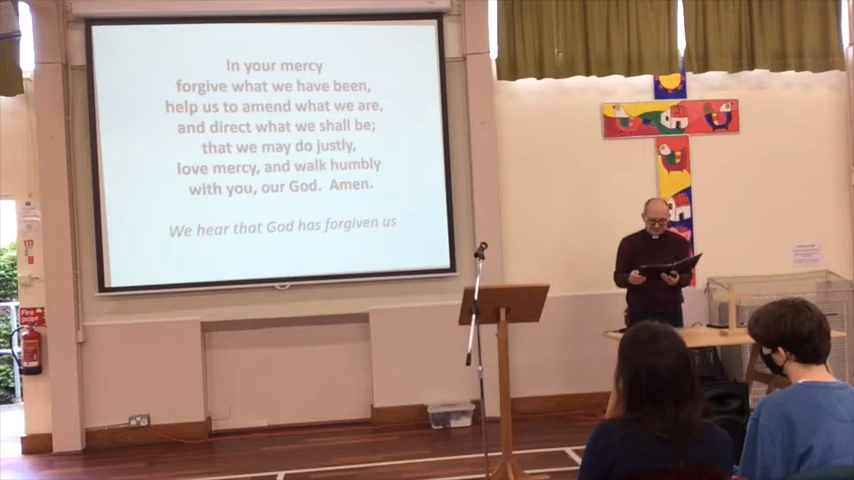 In your mercy
forgive what we have been,
help us to amend what we are,
and direct what we shall be;
that we may do justly,
love mercy, and walk humbly
with you, our God. Amen.
We hear that God has forgiven us
Fire point